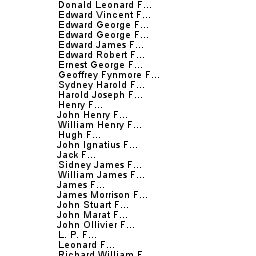 Donald Leonard F...
Edward Vincent F...
Edward George F...
Edward George F...
Edward James F...
Edward Robert F...
Ernest George F...
Geoffrey Fynmore F...
Sydney Harold F...
Harold Joseph F...
Henry F...
John Henry F...
William Henry F...
Hugh F...
John Ignatius F...
Jack F...
Sidney James F...
William James F...
James F...
James Morrison F...
John Stuart F...
John Marat F...
John Ollivier F...
L. P. F...
Leonard F...
Richard William F